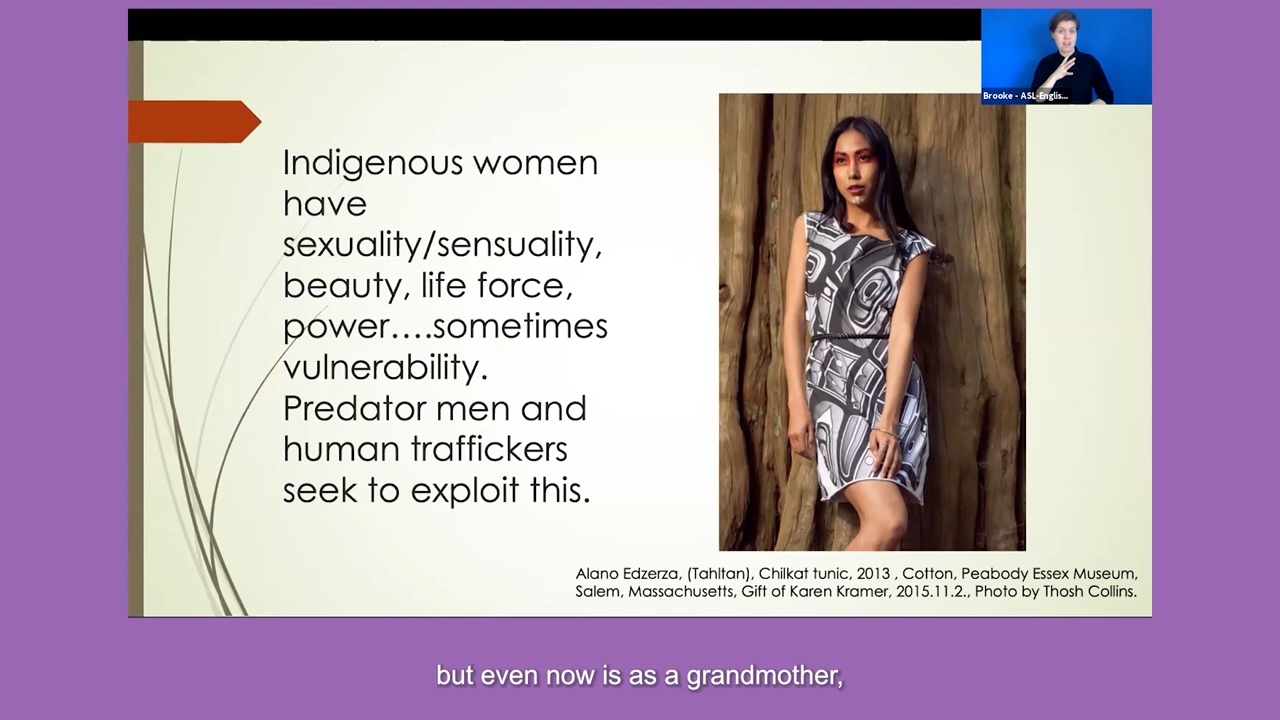 Brooke - ASL-Englis...
Indigenous women
have
sexuality/sensuality,
beauty, life force,
power....sometimes
vulnerability.
Predator men and
human traffickers
seek to exploit this.
Alano Edzerza, (Tahltan), Chilkat tunic, 2013 , Cotton, Peabody Essex Museum,
Salem, Massachusetts, Gift of Karen Kramer, 2015.11.2., Photo by Thosh Collins.
but even now is as a grandmother,